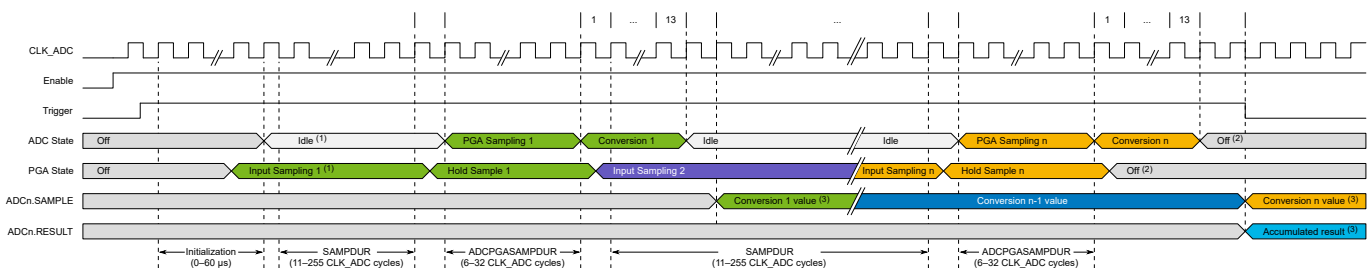 1 ... 13 ... 1 ... 13
CLK_ADC
Enable
Trigger
ADC State Off Idle (1) PGA Sampling 1 Conversion 1 Idle Idle PGA Sampling n Conversion n Off (2)
PGA State Off Input Sampling 1 (1) Hold Sample 1 Input Sampling 2 Input Sampling n Hold Sample n Off (2)
ADCn.SAMPLE Conversion 1 value (3) Conversion n-1 value Conversion n value (3)
ADCn.RESULT Accumulated result (3)
Initialization SAMPDUR ADCPGASAMPDUR SAMPDUR ADCPGASAMPDUR
(0–60 µs) (11–255 CLK_ADC cycles) (6–32 CLK_ADC cycles) (11–255 CLK_ADC cycles) (6–32 CLK_ADC cycles)